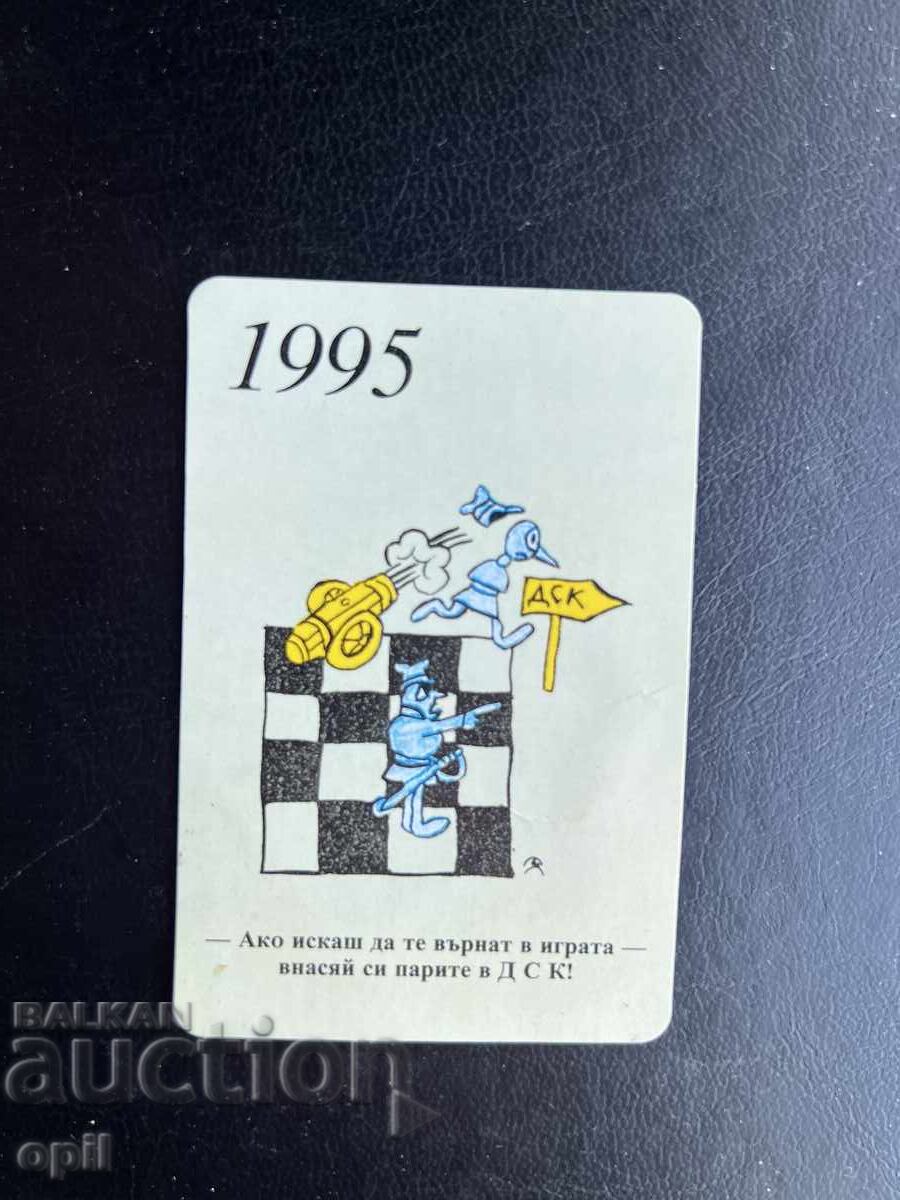 1995
ДСК
— Ако искаш да те върнат в играта —
внасяй си парите в Д С К!
BALKAN
auction
opil